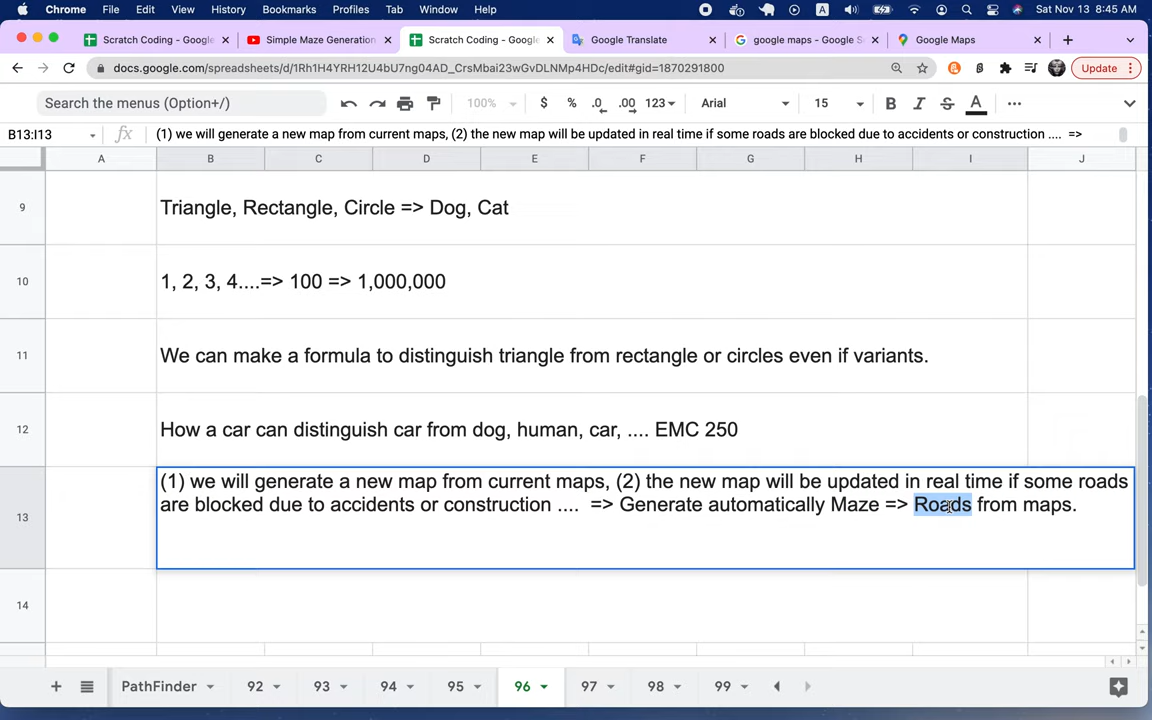 Chrome File Edit View History Bookmarks Profiles Tab Window Help A Sat Nov 13 8:45 AM
Scratch Coding - Google Simple Maze Generation Scratch Coding - Google Google Translate google maps - Google S Google Maps
docs.google.com/spreadsheets/d/1Rh1H4YRH12U4bU7ng04AD_CrsMbai23wGvDLNMp4HDc/edit#gid=1870291800 Update
Search the menus (Option+/) 100% $ % .0 .00 123 Arial 15 B I S A
B13:I13 fx (1) we will generate a new map from current maps, (2) the new map will be updated in real time if some roads are blocked due to accidents or construction .... =>
A B C D E F G H I J
9 Triangle, Rectangle, Circle => Dog, Cat
10 1, 2, 3, 4....=> 100 => 1,000,000
11 We can make a formula to distinguish triangle from rectangle or circles even if variants.
12 How a car can distinguish car from dog, human, car, .... EMC 250
(1) we will generate a new map from current maps, (2) the new map will be updated in real time if some roads
13 are blocked due to accidents or construction .... => Generate automatically Maze => Roads from maps.
14
PathFinder 92 93 94 95 96 97 98 99